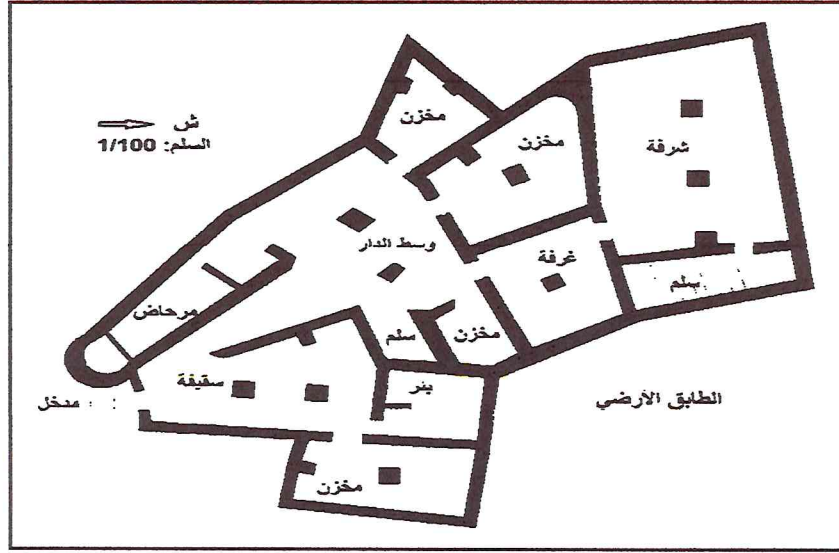 مخزن
ش
السلم: 1/100
مخزن
شرفة
وسط الدار
غرفة
سلم
مرحاض
سلم
مخزن
سقيفة
بئر
مدخل
الطابق الأرضي
مخزن